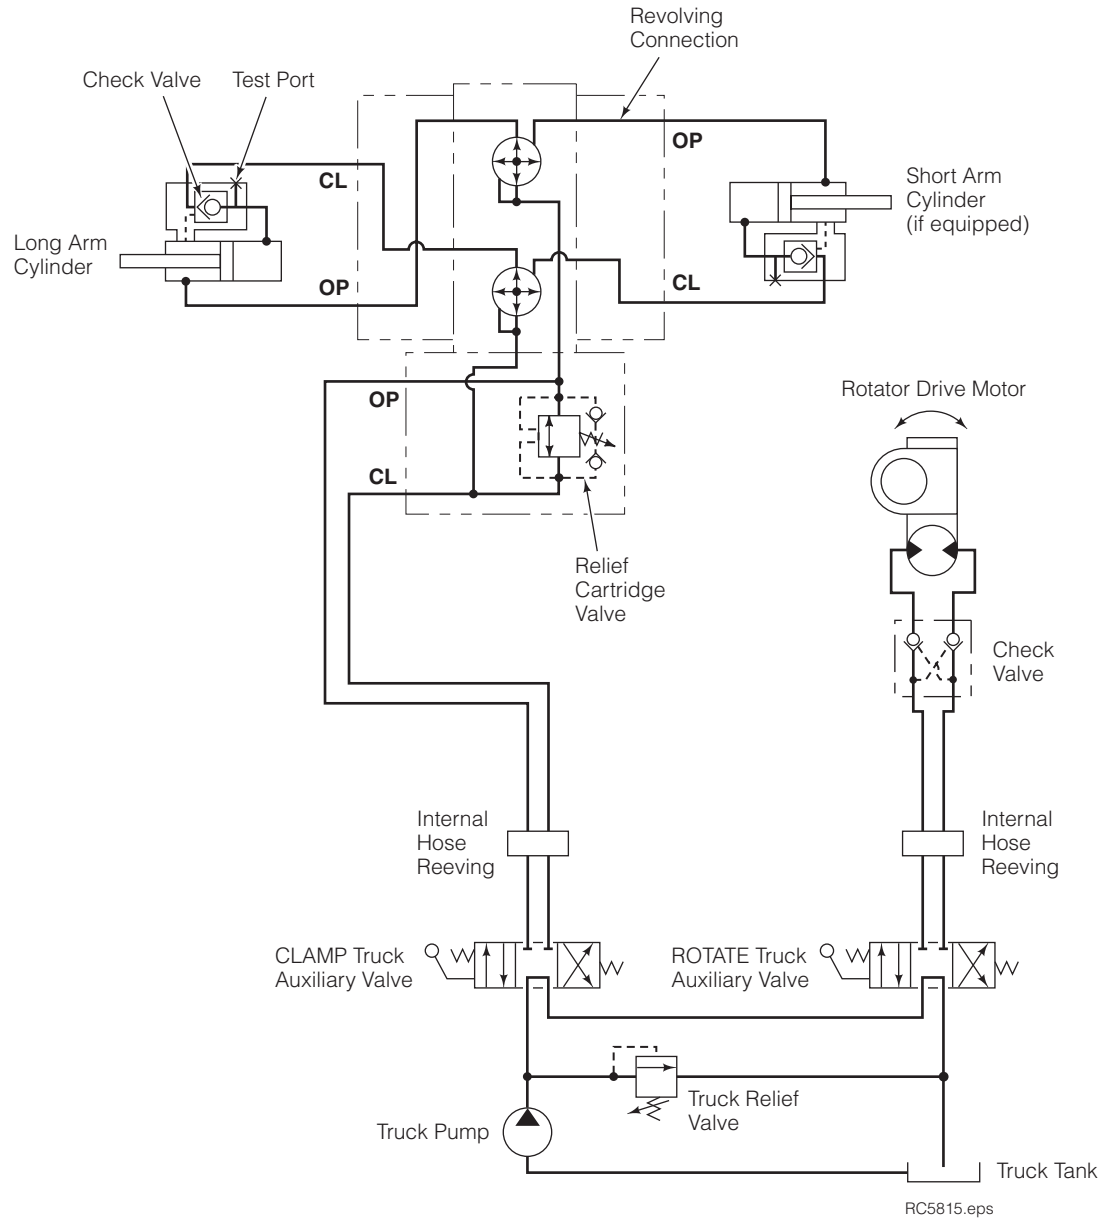 Revolving
Connection
Check Valve
Test Port
OP
CL
Short Arm
Cylinder
(if equipped)
Long Arm
Cylinder
OP
CL
OP
CL
Rotator Drive Motor
Relief
Cartridge
Valve
Check
Valve
Internal
Hose
Reeving
Internal
Hose
Reeving
CLAMP Truck
Auxiliary Valve
ROTATE Truck
Auxiliary Valve
Truck Relief
Valve
Truck Pump
Truck Tank
RC5815.eps